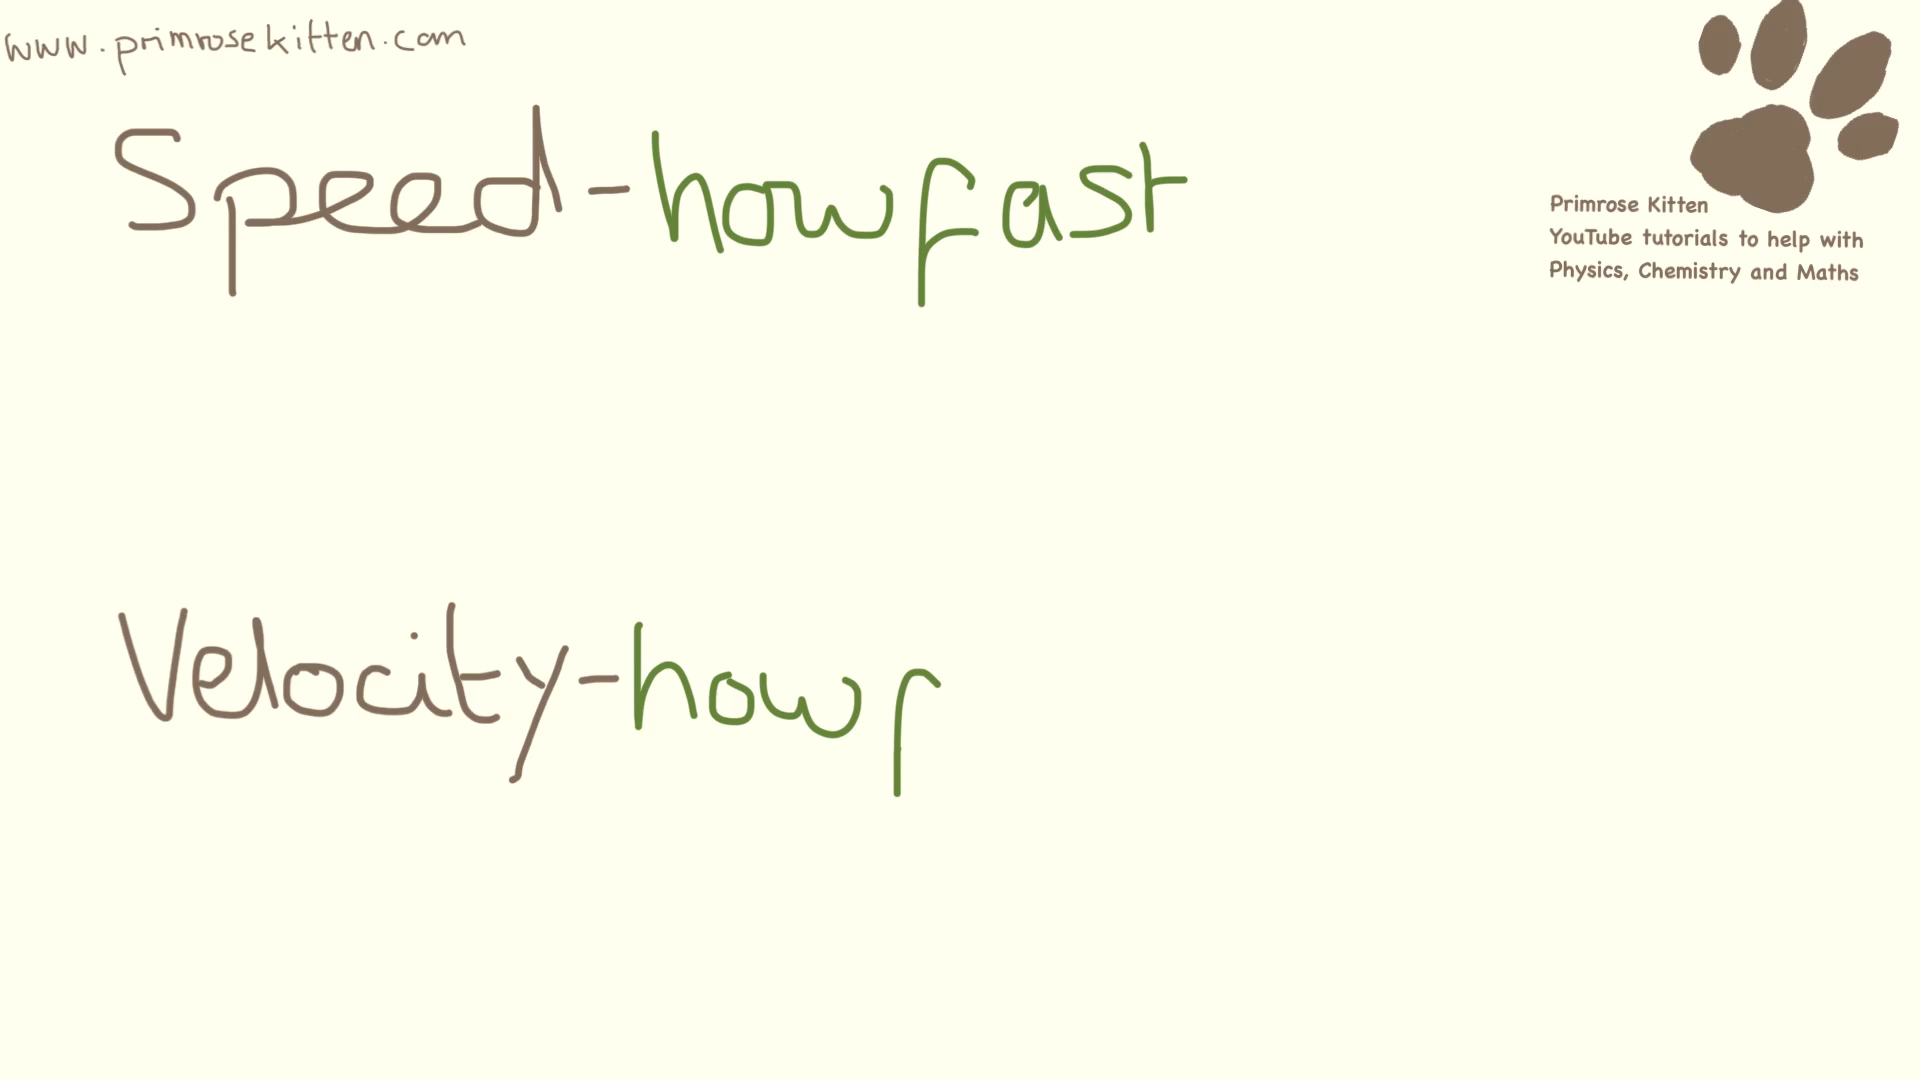 www.primrosekitten.com
Speed - how fast
Primrose Kitten
YouTube tutorials to help with
Physics, Chemistry and Maths
Velocity - how